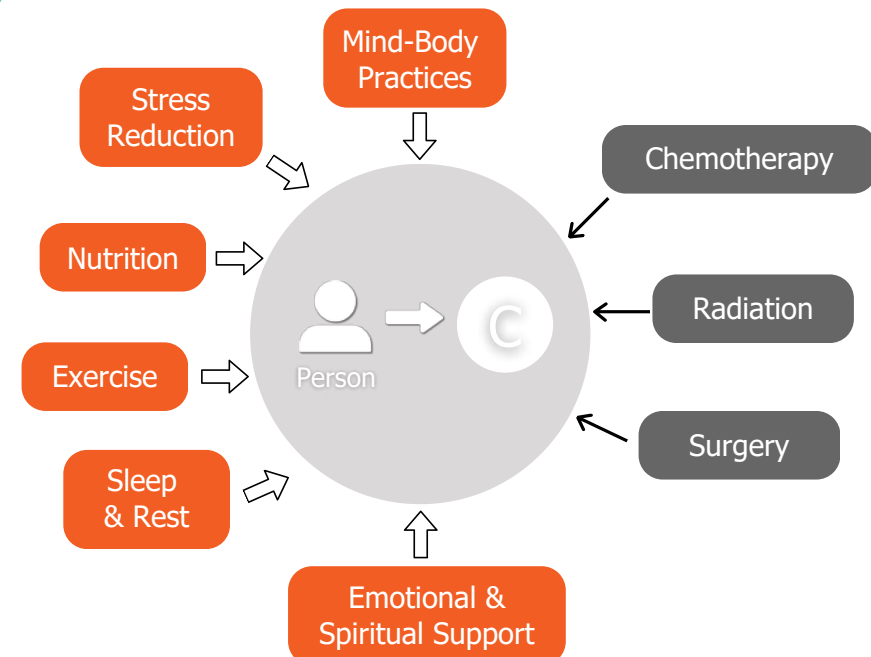 Mind-Body
Practices
Stress
Reduction
Chemotherapy
Nutrition
Radiation
C
Person
Exercise
Surgery
Sleep
& Rest
Emotional &
Spiritual Support